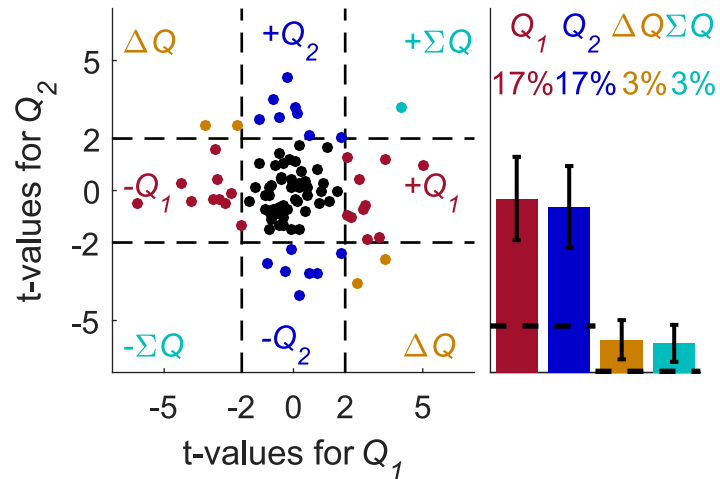 ΔQ
+Q2
+ΣQ
5
2
0
-2
-5
-Q1
+Q1
-ΣQ
-Q2
ΔQ
-5
-2
0
2
5
t-values for Q1
t-values for Q2
Q1 Q2 ΔQ ΣQ
17% 17% 3% 3%